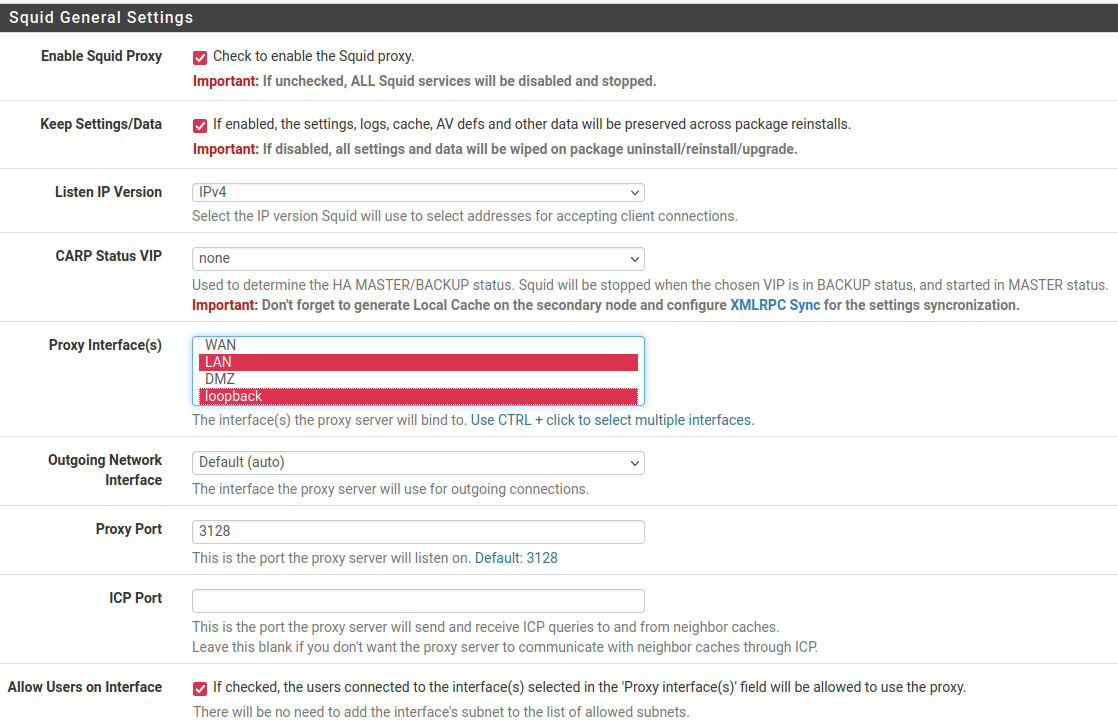 Squid General Settings
Enable Squid Proxy
Check to enable the Squid proxy.
Important: If unchecked, ALL Squid services will be disabled and stopped.
Keep Settings/Data
If enabled, the settings, logs, cache, AV defs and other data will be preserved across package reinstalls.
Important: If disabled, all settings and data will be wiped on package uninstall/reinstall/upgrade.
Listen IP Version
IPv4
Select the IP version Squid will use to select addresses for accepting client connections.
CARP Status VIP
none
Used to determine the HA MASTER/BACKUP status. Squid will be stopped when the chosen VIP is in BACKUP status, and started in MASTER status.
Important: Don't forget to generate Local Cache on the secondary node and configure XMLRPC Sync for the settings syncronization.
Proxy Interface(s)
WAN
LAN
DMZ
loopback
The interface(s) the proxy server will bind to. Use CTRL + click to select multiple interfaces.
Outgoing Network
Interface
Default (auto)
The interface the proxy server will use for outgoing connections.
Proxy Port
3128
This is the port the proxy server will listen on. Default: 3128
ICP Port
This is the port the proxy server will send and receive ICP queries to and from neighbor caches.
Leave this blank if you don't want the proxy server to communicate with neighbor caches through ICP.
Allow Users on Interface
If checked, the users connected to the interface(s) selected in the 'Proxy interface(s)' field will be allowed to use the proxy.
There will be no need to add the interface's subnet to the list of allowed subnets.